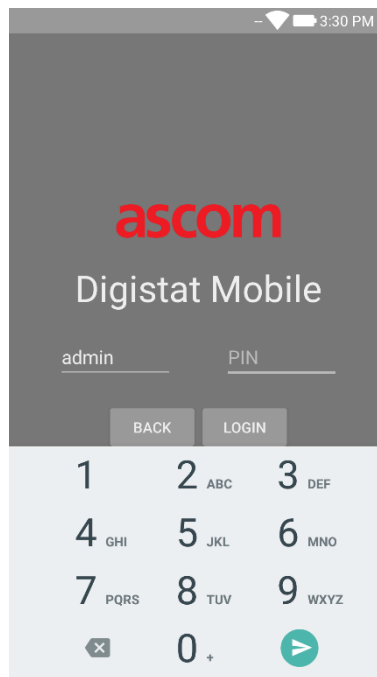 -- 3:30 PM
ascom
Digistat Mobile
admin PIN
BACK LOGIN
1 2 ABC 3 DEF
4 GHI 5 JKL 6 MNO
7 PQRS 8 TUV 9 WXYZ
0 +